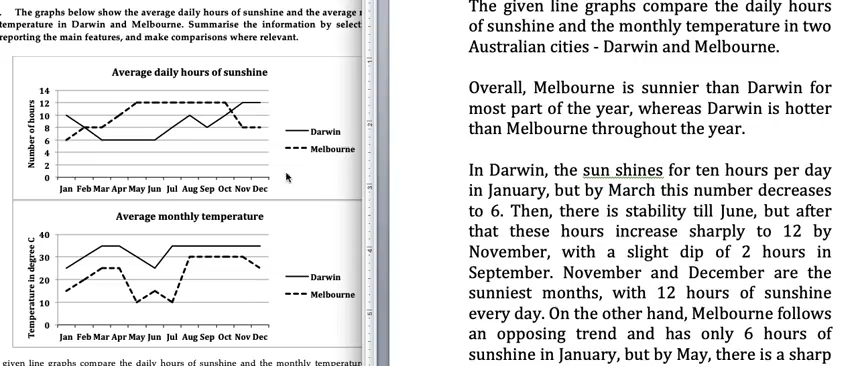 . The graphs below show the average daily hours of sunshine and the average
temperature in Darwin and Melbourne. Summarise the information by
reporting the main features, and make comparisons where relevant.
Average daily hours of sunshine
Number of hours
14
12
10
8
6
4
2
0
Jan Feb Mar Apr May Jun Jul Aug Sep Oct Nov Dec
Darwin
Melbourne
Average monthly temperature
Temperature in degree C
40
30
20
10
0
Jan Feb Mar Apr May Jun Jul Aug Sep Oct Nov Dec
Darwin
Melbourne
given line graphs compare the daily hours of sunshine and the monthly
The given line graphs compare the daily hours
of sunshine and the monthly temperature in two
Australian cities - Darwin and Melbourne.
Overall, Melbourne is sunnier than Darwin for
most part of the year, whereas Darwin is hotter
than Melbourne throughout the year.
In Darwin, the sun shines for ten hours per day
in January, but by March this number decreases
to 6. Then, there is stability till June, but after
that these hours increase sharply to 12 by
November, with a slight dip of 2 hours in
September. November and December are the
sunniest months, with 12 hours of sunshine
every day. On the other hand, Melbourne follows
an opposing trend and has only 6 hours of
sunshine in January, but by May, there is a sharp